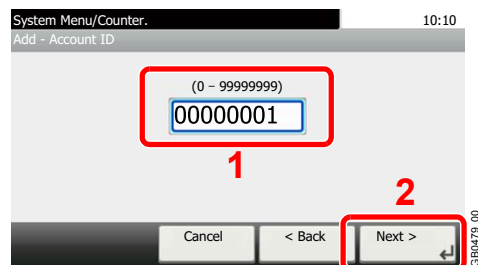 System Menu/Counter. 10:10
Add - Account ID
(0 – 99999999)
00000001
1
2
Cancel < Back Next >
GB0479_00